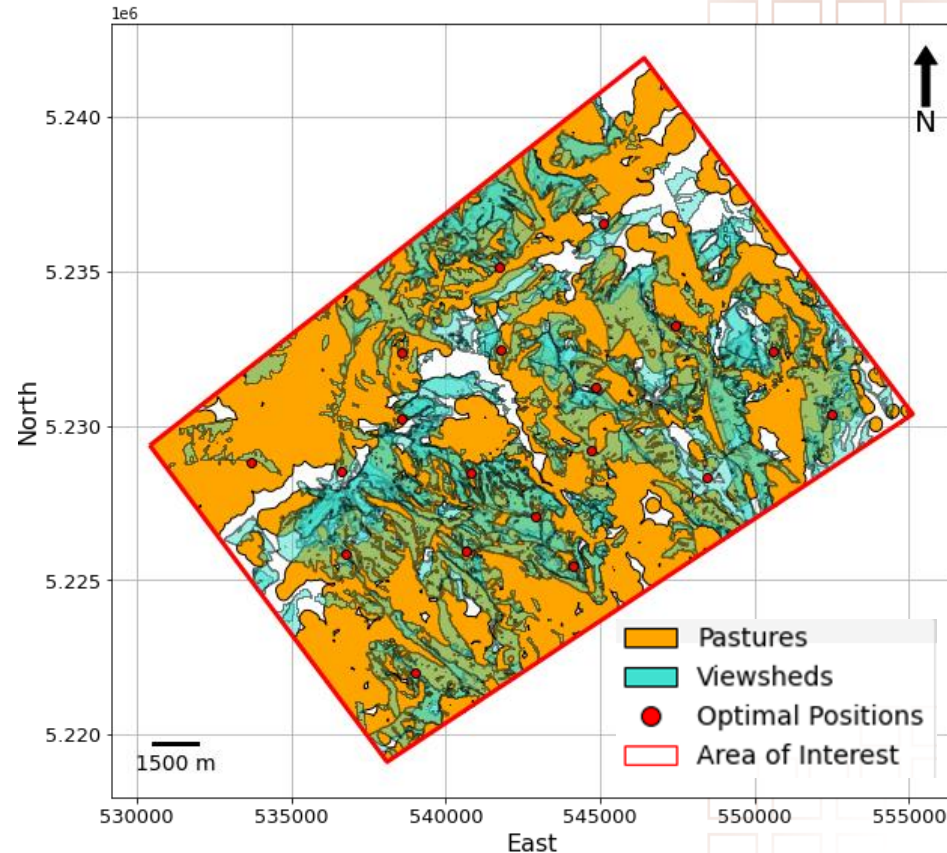 1e6
N
5.240
5.235
5.230
5.225
5.220
North
Pastures
Viewsheds
Optimal Positions
Area of Interest
1500 m
530000 535000 540000 545000 550000 555000
East